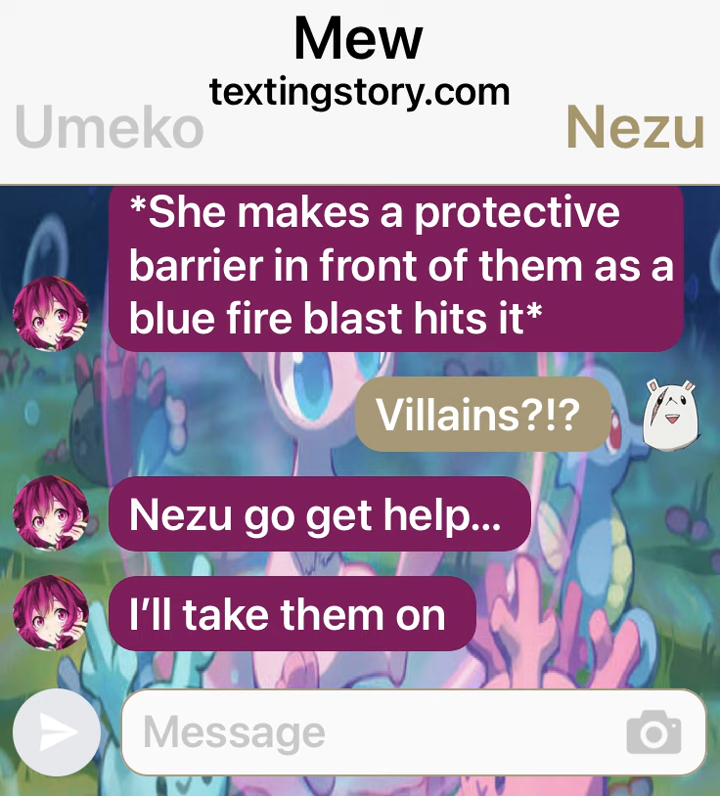 Mew
textingstory.com
Umeko
Nezu
*She makes a protective
barrier in front of them as a
blue fire blast hits it*
Villains?!?
Nezu go get help...
I’ll take them on
Message